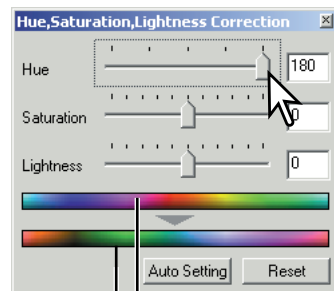 Hue,Saturation,Lightness Correction
Hue 180
Saturation 0
Lightness 0
Auto Setting Reset